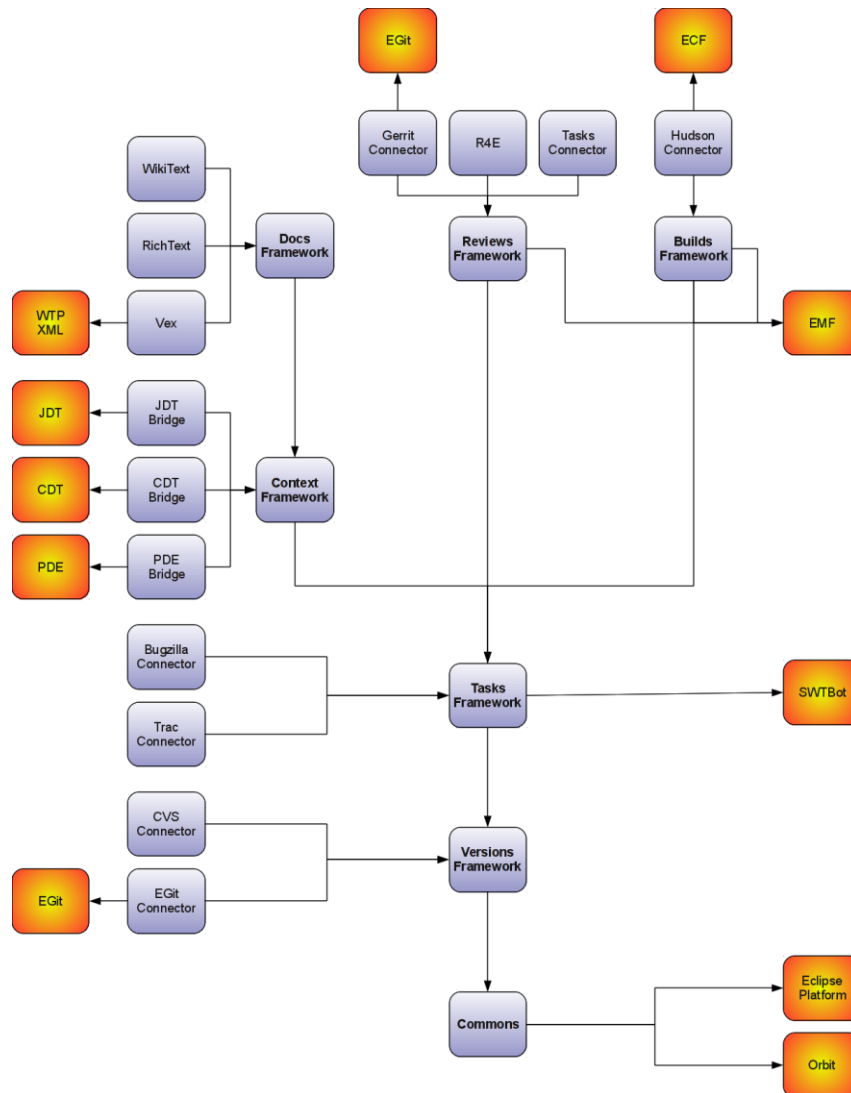 EGit
ECF
Gerrit
Connector
R4E
Tasks
Connector
Hudson
Connector
WikiText
RichText
Docs
Framework
Reviews
Framework
Builds
Framework
WTP
XML
Vex
EMF
JDT
JDT
Bridge
CDT
CDT
Bridge
Context
Framework
PDE
PDE
Bridge
Bugzilla
Connector
Tasks
Framework
SWTBot
Trac
Connector
CVS
Connector
Versions
Framework
EGit
EGit
Connector
Eclipse
Platform
Commons
Orbit